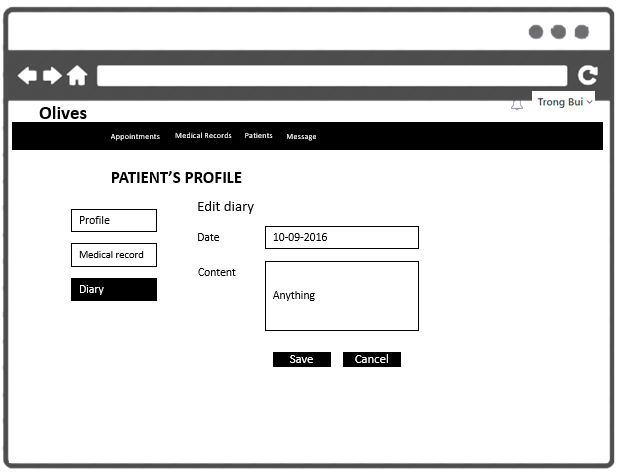 Trong Bui
Olives
Appointments Medical Records Patients Message
PATIENT'S PROFILE
Profile
Medical record
Diary
Edit diary
Date 10-09-2016
Content Anything
Save Cancel